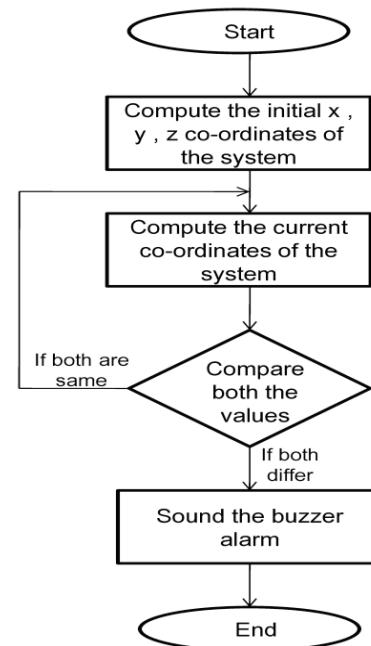 Start
Compute the initial x ,
y , z co-ordinates of
the system
Compute the current
co-ordinates of the
system
If both are
same
Compare
both the
values
If both
differ
Sound the buzzer
alarm
End